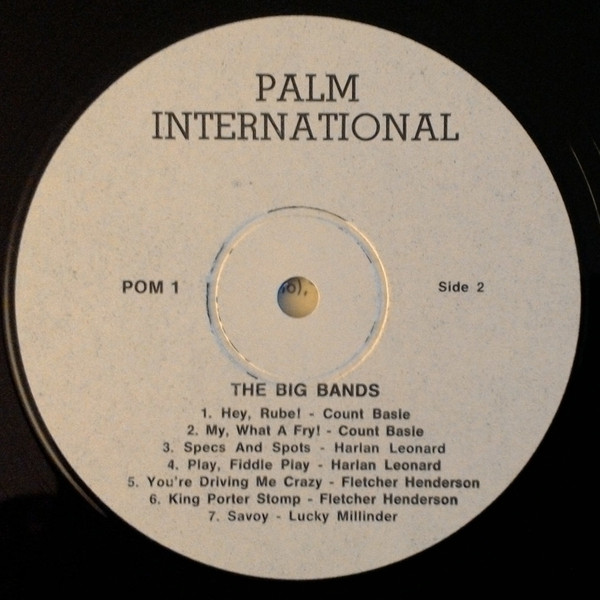 PALM
INTERNATIONAL
POM 1
Side 2
THE BIG BANDS
1. Hey, Rube! - Count Basie
2. My, What A Fry! - Count Basie
3. Specs And Spots - Harlan Leonard
4. Play, Fiddle Play - Harlan Leonard
5. You're Driving Me Crazy - Fletcher Henderson
6. King Porter Stomp - Fletcher Henderson
7. Savoy - Lucky Millinder